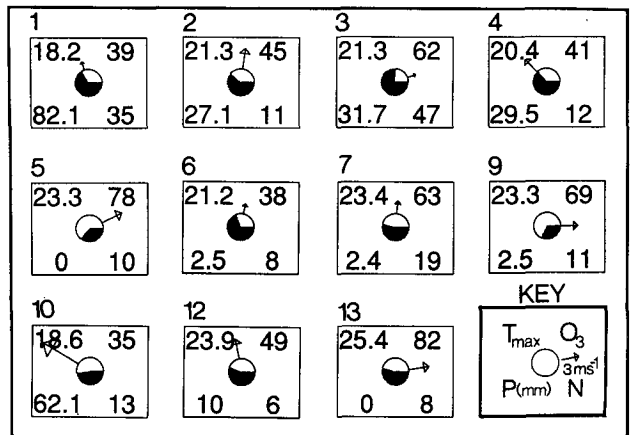 1 2 3 4
18.2 39 21.3 45 21.3 62 20.4 41
82.1 35 27.1 11 31.7 47 29.5 12
5 6 7 9
23.3 78 21.2 38 23.4 63 23.3 69
0 10 2.5 8 2.4 19 2.5 11
10 12 13 KEY
18.6 35 23.9 49 25.4 82 Tmax O3
3ms-1
62.1 13 10 6 0 8 P(mm) N